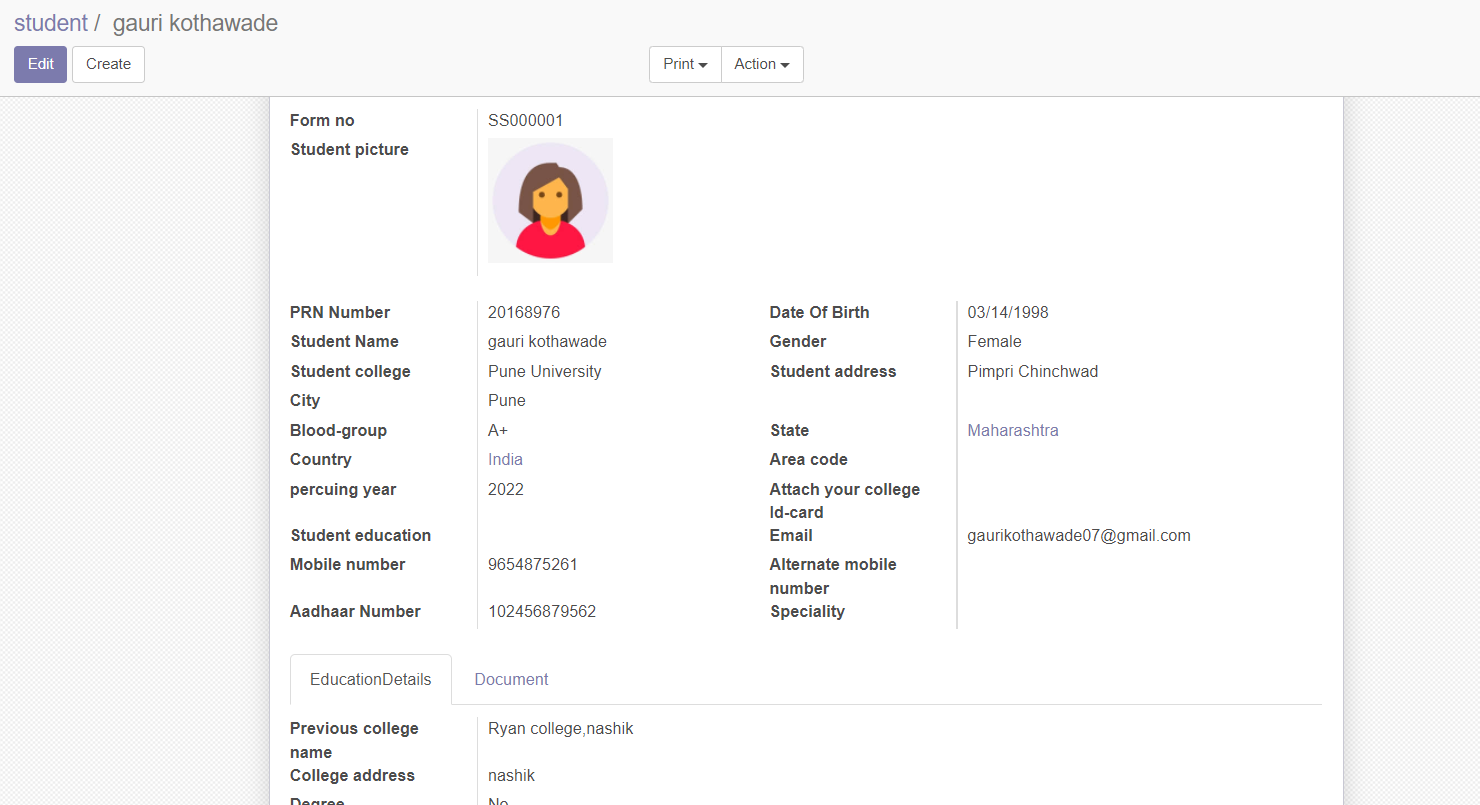 student / gauri kothawade
Edit Create Print Action
Form no SS000001
Student picture
PRN Number 20168976 Date Of Birth 03/14/1998
Student Name gauri kothawade Gender Female
Student college Pune University Student address Pimpri Chinchwad
City Pune
Blood-group A+ State Maharashtra
Country India Area code
percuing year 2022 Attach your college
Id-card
Student education Email gaurikothawade07@gmail.com
Mobile number 9654875261 Alternate mobile
number
Aadhaar Number 102456879562 Speciality
EducationDetails Document
Previous college Ryan college,nashik
name
College address nashik
Degree No